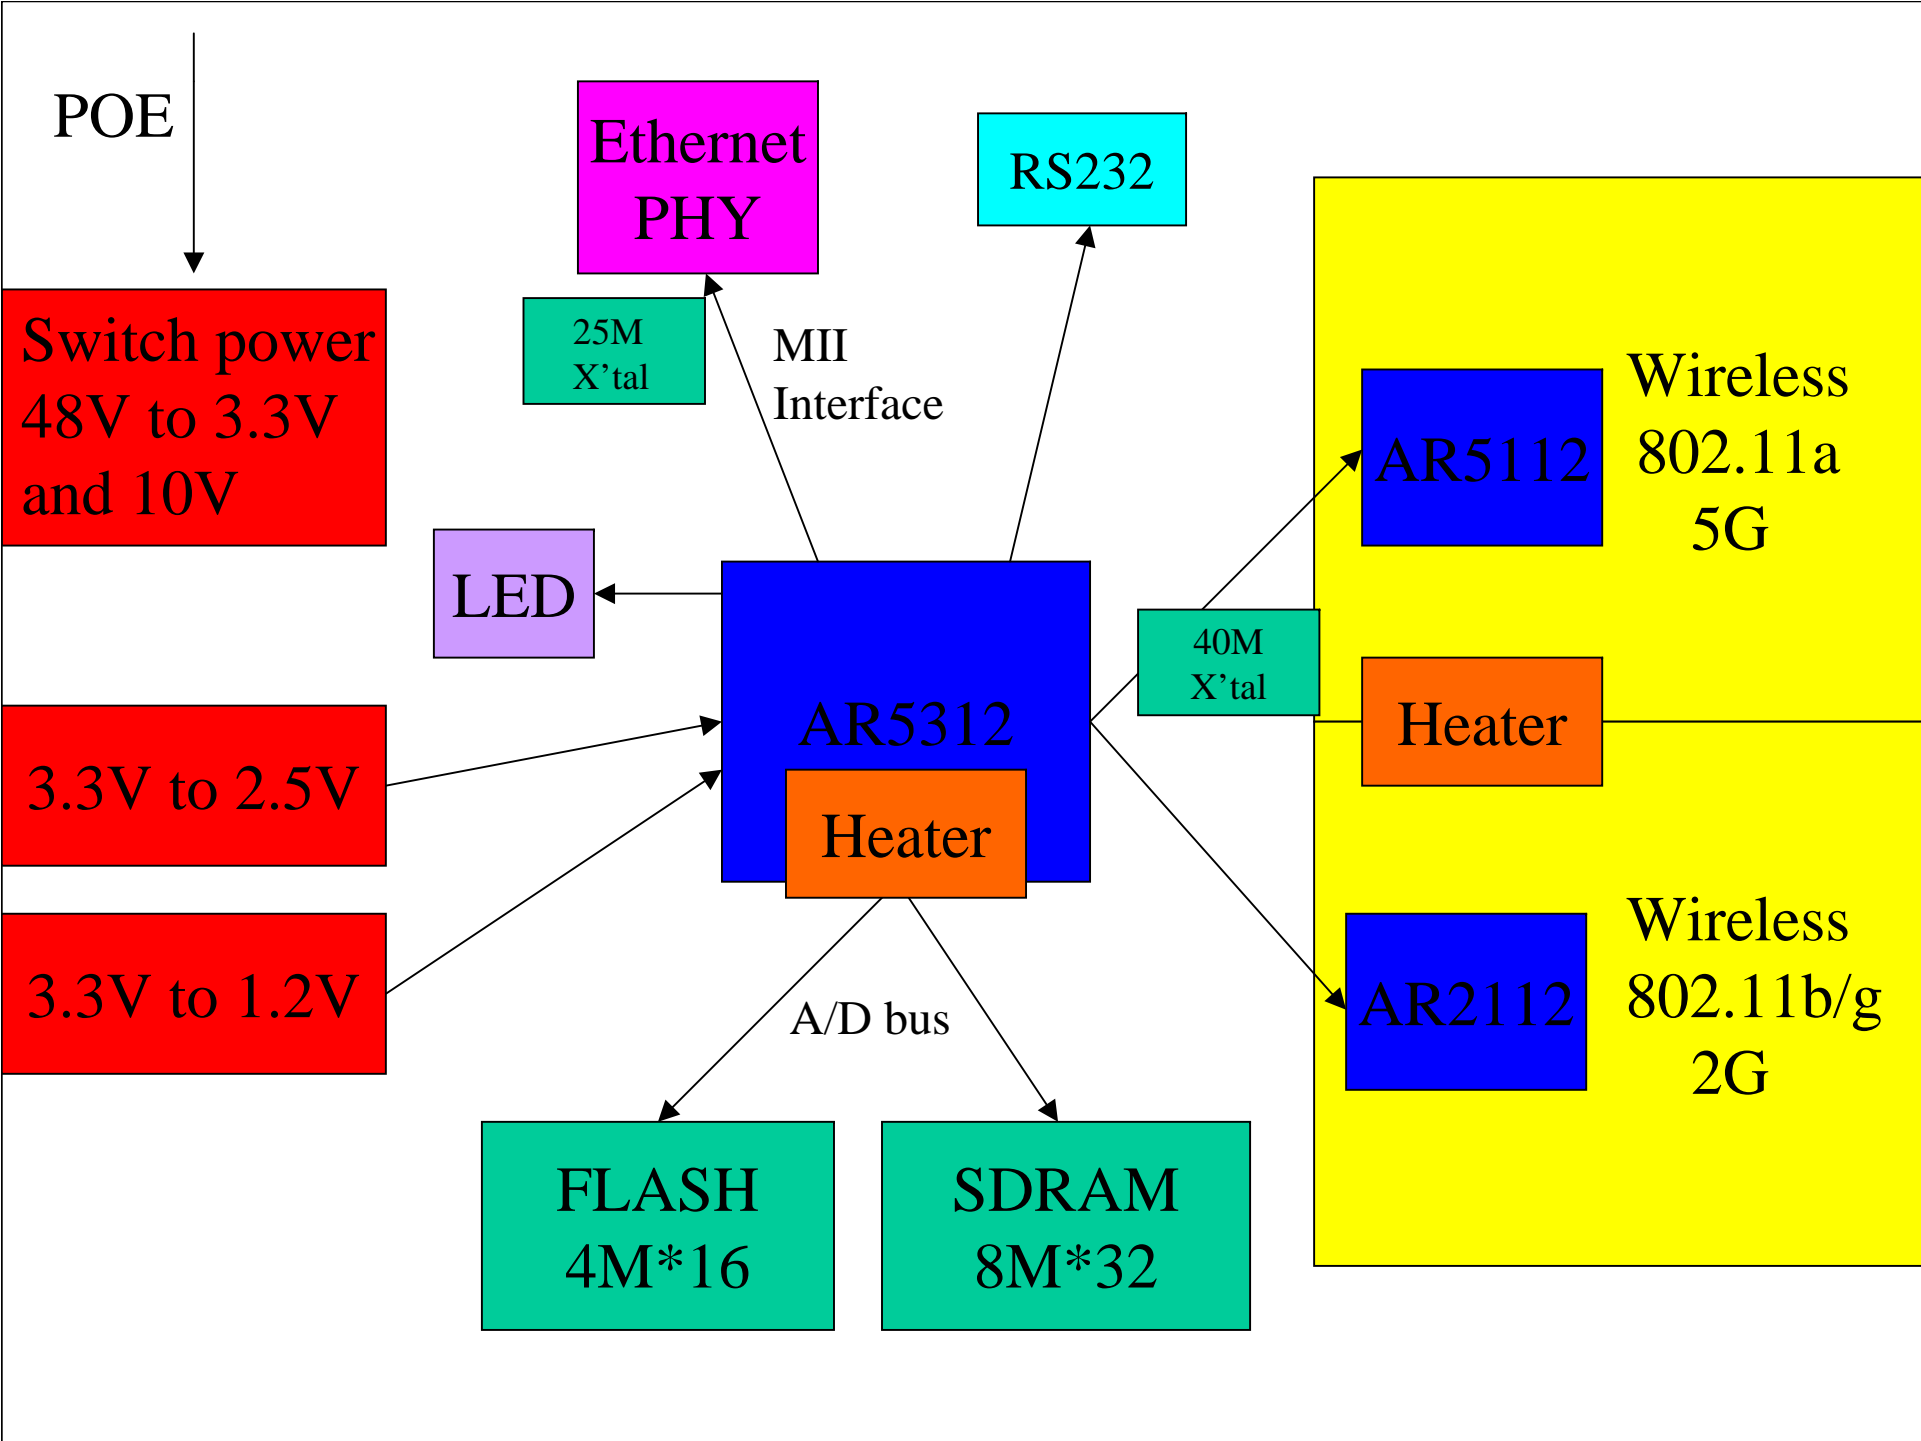 POE
Ethernet
PHY
RS232
Switch power
48V to 3.3V
and 10V
25M
X’tal
MII
Interface
Wireless
802.11a
5G
AR5112
LED
40M
X’tal
AR5312
Heater
Heater
3.3V to 2.5V
3.3V to 1.2V
A/D bus
AR2112
Wireless
802.11b/g
2G
FLASH
4M*16
SDRAM
8M*32